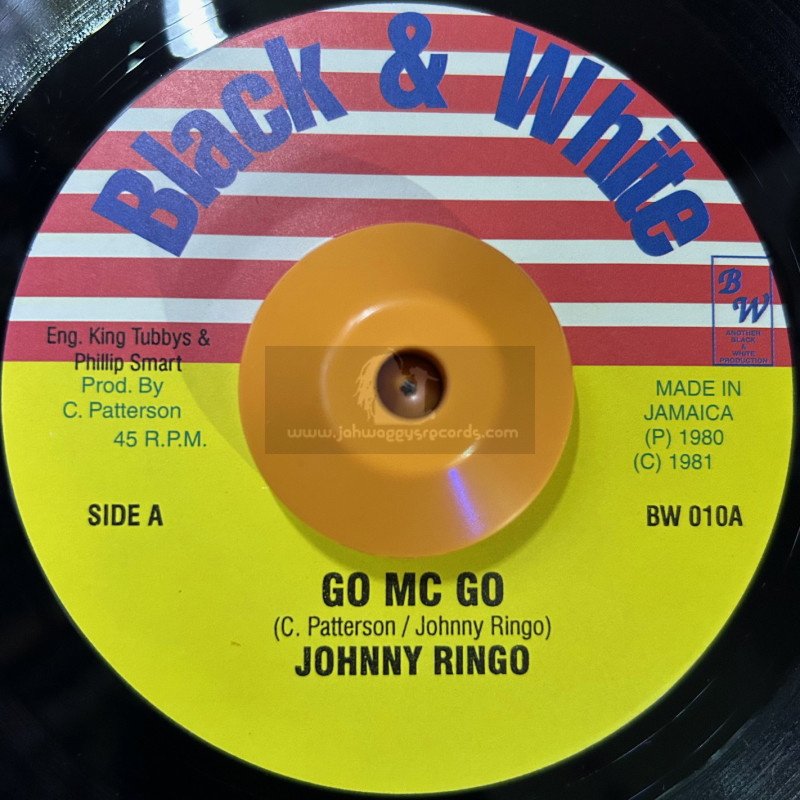 Black & White
B
W
ANOTHER
BLACK
&
WHITE
PRODUCTION
Eng. King Tubbys &
Phillip Smart
Prod. By
C. Patterson
45 R.P.M.
MADE IN
JAMAICA
(P) 1980
(C) 1981
www.jahwaggysrecords.com
SIDE A
BW 010A
GO MC GO
(C. Patterson / Johnny Ringo)
JOHNNY RINGO